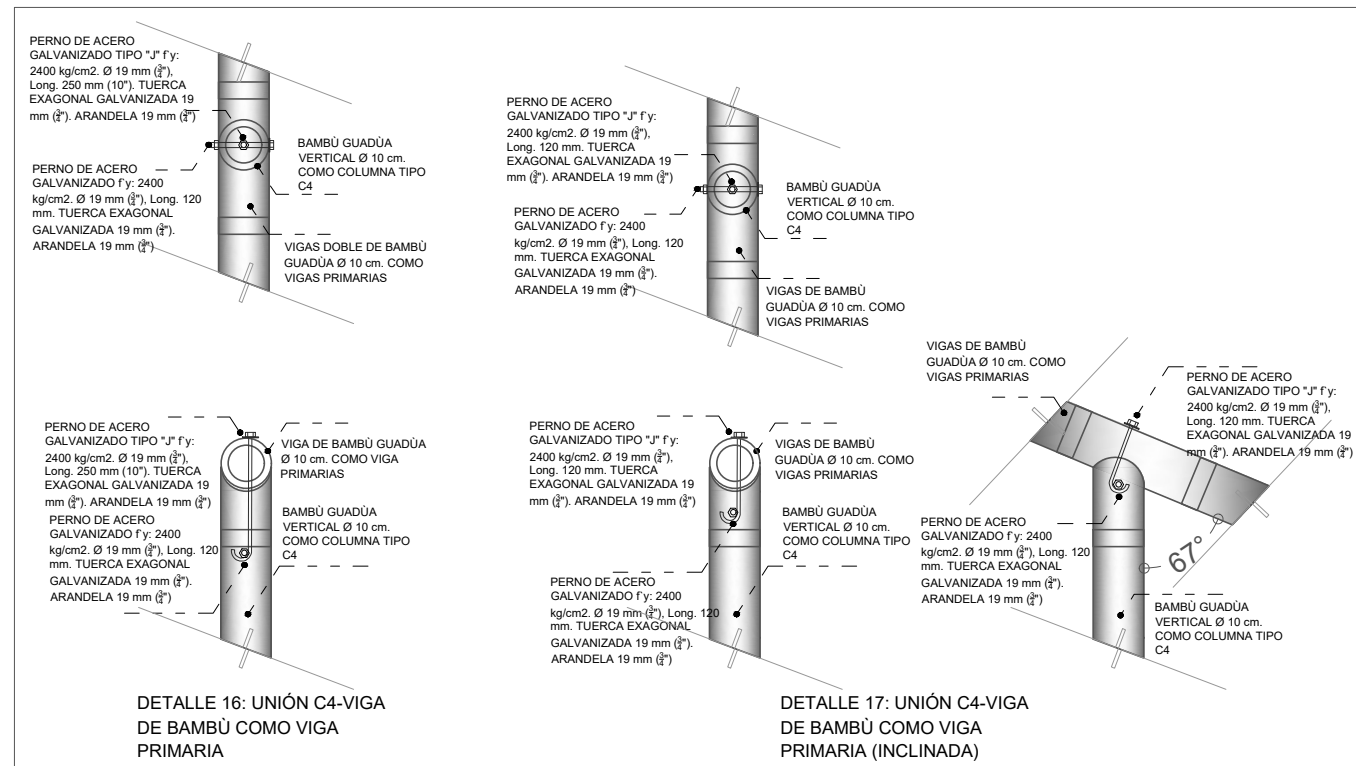 PERNO DE ACERO
GALVANIZADO TIPO "J" f'y:
2400 kg/cm2. Ø 19 mm (¾"),
Long. 250 mm (10"). TUERCA
EXAGONAL GALVANIZADA 19
mm (¾"). ARANDELA 19 mm (¾")
PERNO DE ACERO
GALVANIZADO f'y: 2400
kg/cm2. Ø 19 mm (¾"), Long. 120
mm. TUERCA EXAGONAL
GALVANIZADA 19 mm (¾").
ARANDELA 19 mm (¾")
BAMBÙ GUADÙA
VERTICAL Ø 10 cm.
COMO COLUMNA TIPO
C4
VIGAS DOBLE DE BAMBÙ
GUADÙA Ø 10 cm. COMO
VIGAS PRIMARIAS
PERNO DE ACERO
GALVANIZADO TIPO "J" f'y:
2400 kg/cm2. Ø 19 mm (¾"),
Long. 120 mm. TUERCA
EXAGONAL GALVANIZADA 19
mm (¾"). ARANDELA 19 mm (¾")
PERNO DE ACERO
GALVANIZADO f'y: 2400
kg/cm2. Ø 19 mm (¾"), Long. 120
mm. TUERCA EXAGONAL
GALVANIZADA 19 mm (¾").
ARANDELA 19 mm (¾")
BAMBÙ GUADÙA
VERTICAL Ø 10 cm.
COMO COLUMNA TIPO
C4
VIGAS DE BAMBÙ
GUADÙA Ø 10 cm. COMO
VIGAS PRIMARIAS
PERNO DE ACERO
GALVANIZADO TIPO "J" f'y:
2400 kg/cm2. Ø 19 mm (¾"),
Long. 250 mm (10"). TUERCA
EXAGONAL GALVANIZADA 19
mm (¾"). ARANDELA 19 mm (¾")
PERNO DE ACERO
GALVANIZADO f'y: 2400
kg/cm2. Ø 19 mm (¾"), Long. 120
mm. TUERCA EXAGONAL
GALVANIZADA 19 mm (¾").
ARANDELA 19 mm (¾")
VIGA DE BAMBÙ GUADÙA
Ø 10 cm. COMO VIGA
PRIMARIAS
BAMBÙ GUADÙA
VERTICAL Ø 10 cm.
COMO COLUMNA TIPO
C4
DETALLE 16: UNIÓN C4-VIGA
DE BAMBÙ COMO VIGA
PRIMARIA
PERNO DE ACERO
GALVANIZADO TIPO "J" f'y:
2400 kg/cm2. Ø 19 mm (¾"),
Long. 120 mm. TUERCA
EXAGONAL GALVANIZADA 19
mm (¾"). ARANDELA 19 mm (¾")
PERNO DE ACERO
GALVANIZADO f'y: 2400
kg/cm2. Ø 19 mm (¾"), Long. 120
mm. TUERCA EXAGONAL
GALVANIZADA 19 mm (¾").
ARANDELA 19 mm (¾")
VIGAS DE BAMBÙ
GUADÙA Ø 10 cm. COMO
VIGAS PRIMARIAS
BAMBÙ GUADÙA
VERTICAL Ø 10 cm.
COMO COLUMNA TIPO
C4
VIGAS DE BAMBÙ
GUADÙA Ø 10 cm. COMO
VIGAS PRIMARIAS
PERNO DE ACERO
GALVANIZADO TIPO "J" f'y:
2400 kg/cm2. Ø 19 mm (¾"),
Long. 120 mm. TUERCA
EXAGONAL GALVANIZADA 19
mm (¾"). ARANDELA 19 mm (¾")
PERNO DE ACERO
GALVANIZADO f'y: 2400
kg/cm2. Ø 19 mm (¾"), Long. 120
mm. TUERCA EXAGONAL
GALVANIZADA 19 mm (¾").
ARANDELA 19 mm (¾")
67°
BAMBÙ GUADÙA
VERTICAL Ø 10 cm.
COMO COLUMNA TIPO
C4
DETALLE 17: UNIÓN C4-VIGA
DE BAMBÙ COMO VIGA
PRIMARIA (INCLINADA)